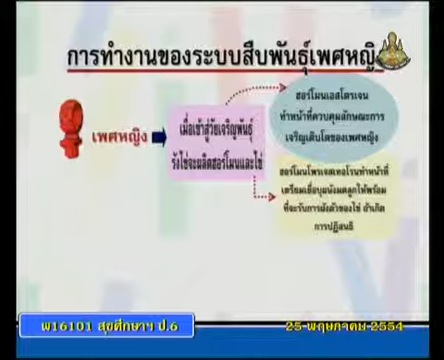 การทำงานของระบบสืบพันธุ์เพศหญิง
เพศหญิง
เมื่อเข้าสู่วัยเจริญพันธุ์
รังไข่จะผลิตฮอร์โมนและไข่
ฮอร์โมนเอสโตรเจน
ทำหน้าที่ควบคุมลักษณะการ
เจริญเติบโตของเพศหญิง
ฮอร์โมนโพรเจสเทอโรนทำหน้าที่
เตรียมเยื่อบุผนังมดลูกให้พร้อม
ที่จะรับการฝังตัวของไข่ ถ้าเกิด
การปฏิสนธิ
พ16101 สุขศึกษาฯ ป.6
25 พฤษภาคม 2554